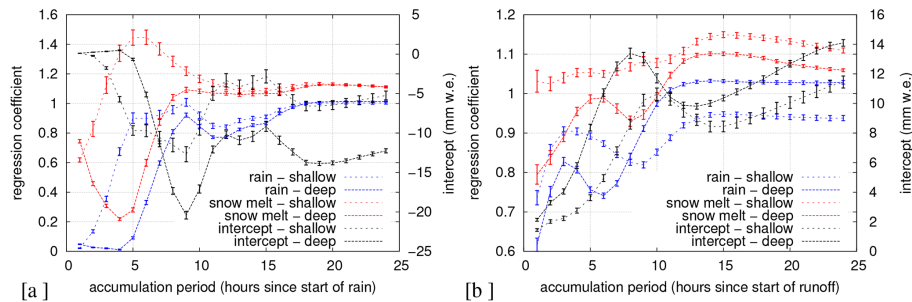 1.6 1.4 1.2 1 0.8 0.6 0.4 0.2 0
regression coefficient
5 0 −5 −10 −15 −20 −25
intercept (mm w.e.)
rain − shallow
rain − deep
snow melt − shallow
snow melt − deep
intercept − shallow
intercept − deep
0 5 10 15 20 25
accumulation period (hours since start of rain)
[a ]
1.2 1.1 1 0.9 0.8 0.7 0.6
regression coefficient
16 14 12 10 8 6 4 2 0
intercept (mm w.e.)
rain − shallow
rain − deep
snow melt − shallow
snow melt − deep
intercept − shallow
intercept − deep
0 5 10 15 20 25
accumulation period (hours since start of runoff)
[b ]